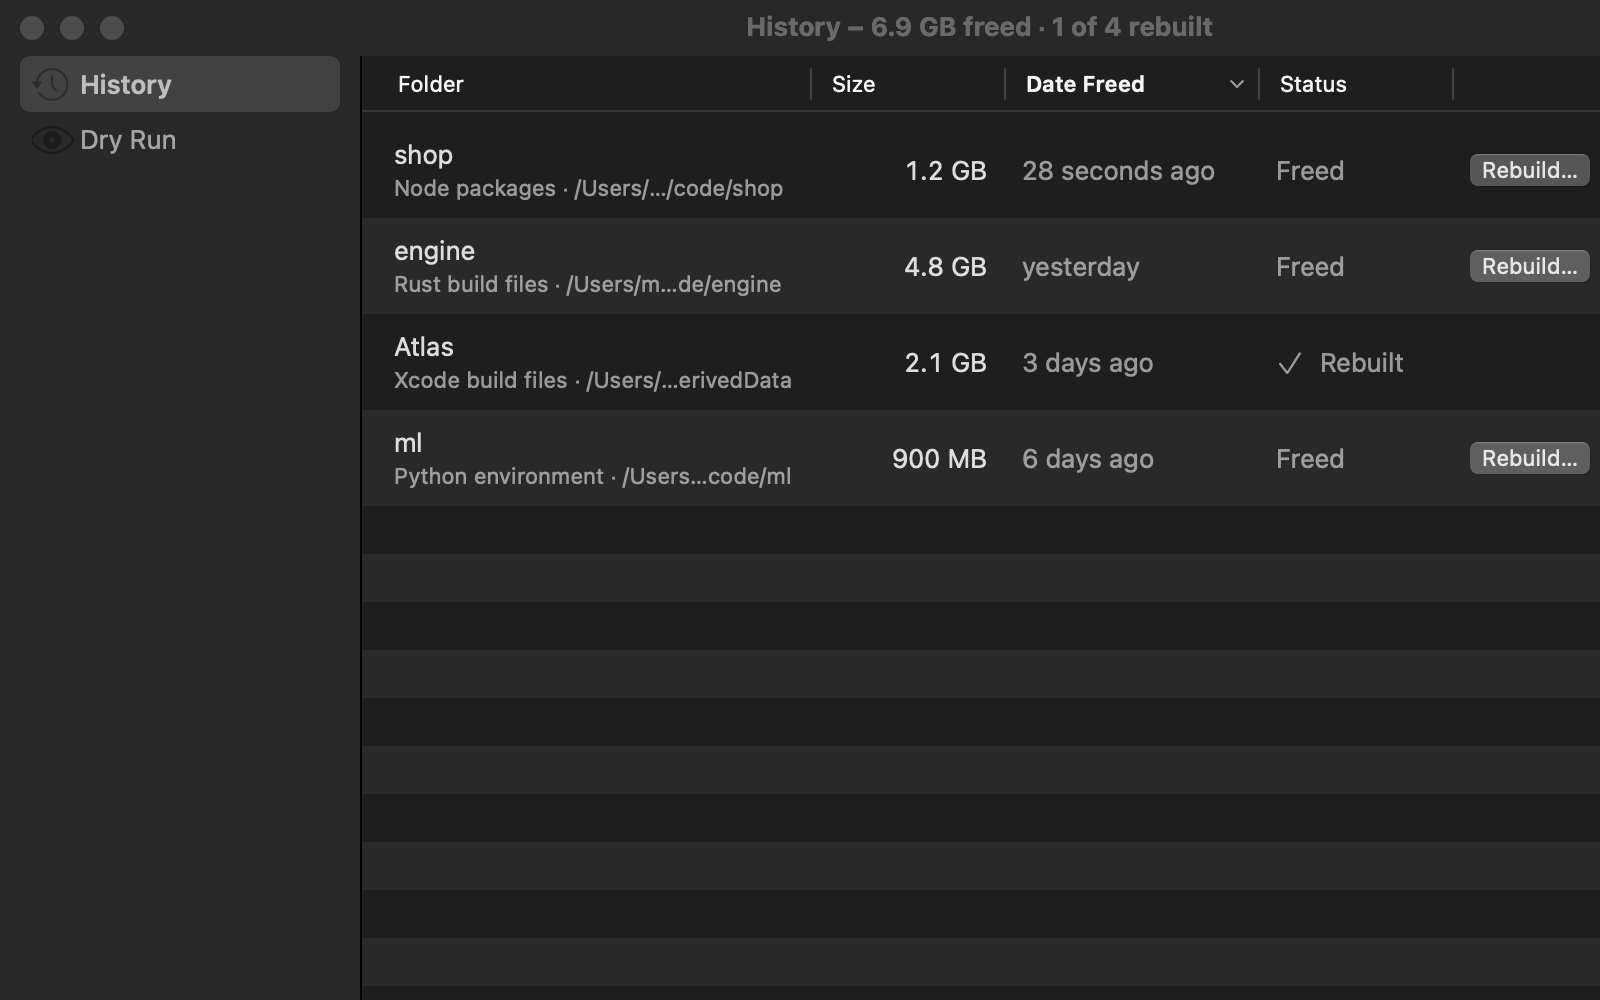 History – 6.9 GB freed · 1 of 4 rebuilt
History
Dry Run
Folder Size Date Freed Status
shop
Node packages · /Users/.../code/shop
1.2 GB 28 seconds ago Freed Rebuild...
engine
Rust build files · /Users/m...de/engine
4.8 GB yesterday Freed Rebuild...
Atlas
Xcode build files · /Users/...erivedData
2.1 GB 3 days ago Rebuilt
ml
Python environment · /Users...code/ml
900 MB 6 days ago Freed Rebuild...